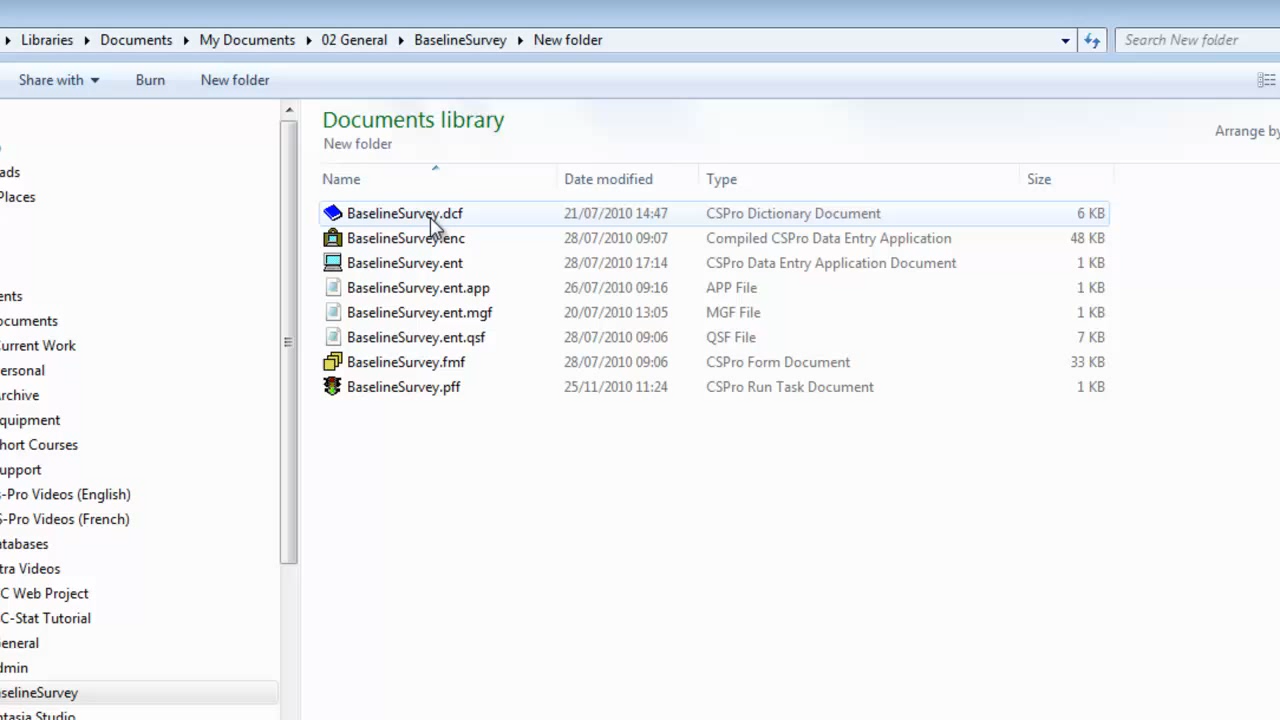 Libraries Documents My Documents 02 General BaselineSurvey New folder Search New folder
Share with Burn New folder
Documents library
New folder
Arrange by
Name Date modified Type Size
BaselineSurvey.dcf 21/07/2010 14:47 CSPro Dictionary Document 6 KB
BaselineSurvey.enc 28/07/2010 09:07 Compiled CSPro Data Entry Application 48 KB
BaselineSurvey.ent 28/07/2010 17:14 CSPro Data Entry Application Document 1 KB
BaselineSurvey.ent.app 26/07/2010 09:16 APP File 1 KB
BaselineSurvey.ent.mgf 20/07/2010 13:05 MGF File 1 KB
BaselineSurvey.ent.qsf 28/07/2010 09:06 QSF File 7 KB
BaselineSurvey.fmf 28/07/2010 09:06 CSPro Form Document 33 KB
BaselineSurvey.pff 25/11/2010 11:24 CSPro Run Task Document 1 KB
ads
Places
ents
ocuments
urrent Work
ersonal
rchive
quipment
hort Courses
upport
s-Pro Videos (English)
S-Pro Videos (French)
atabases
tra Videos
C Web Project
C-Stat Tutorial
eneral
dmin
selineSurvey
ntasia Studio